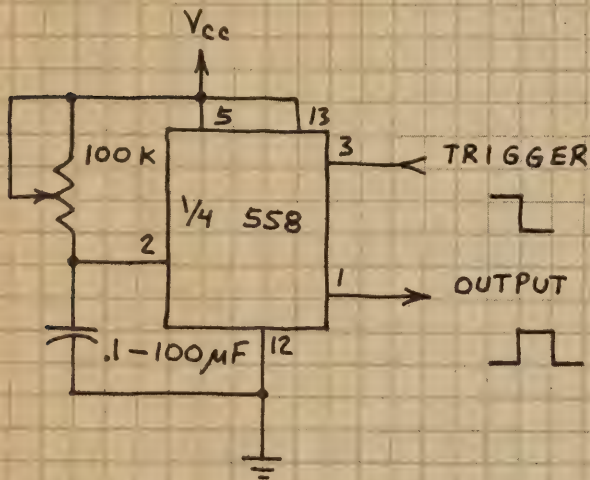 Vcc
5 13
100K
3 TRIGGER
1/4 558
2
1 OUTPUT
.1-100µF 12